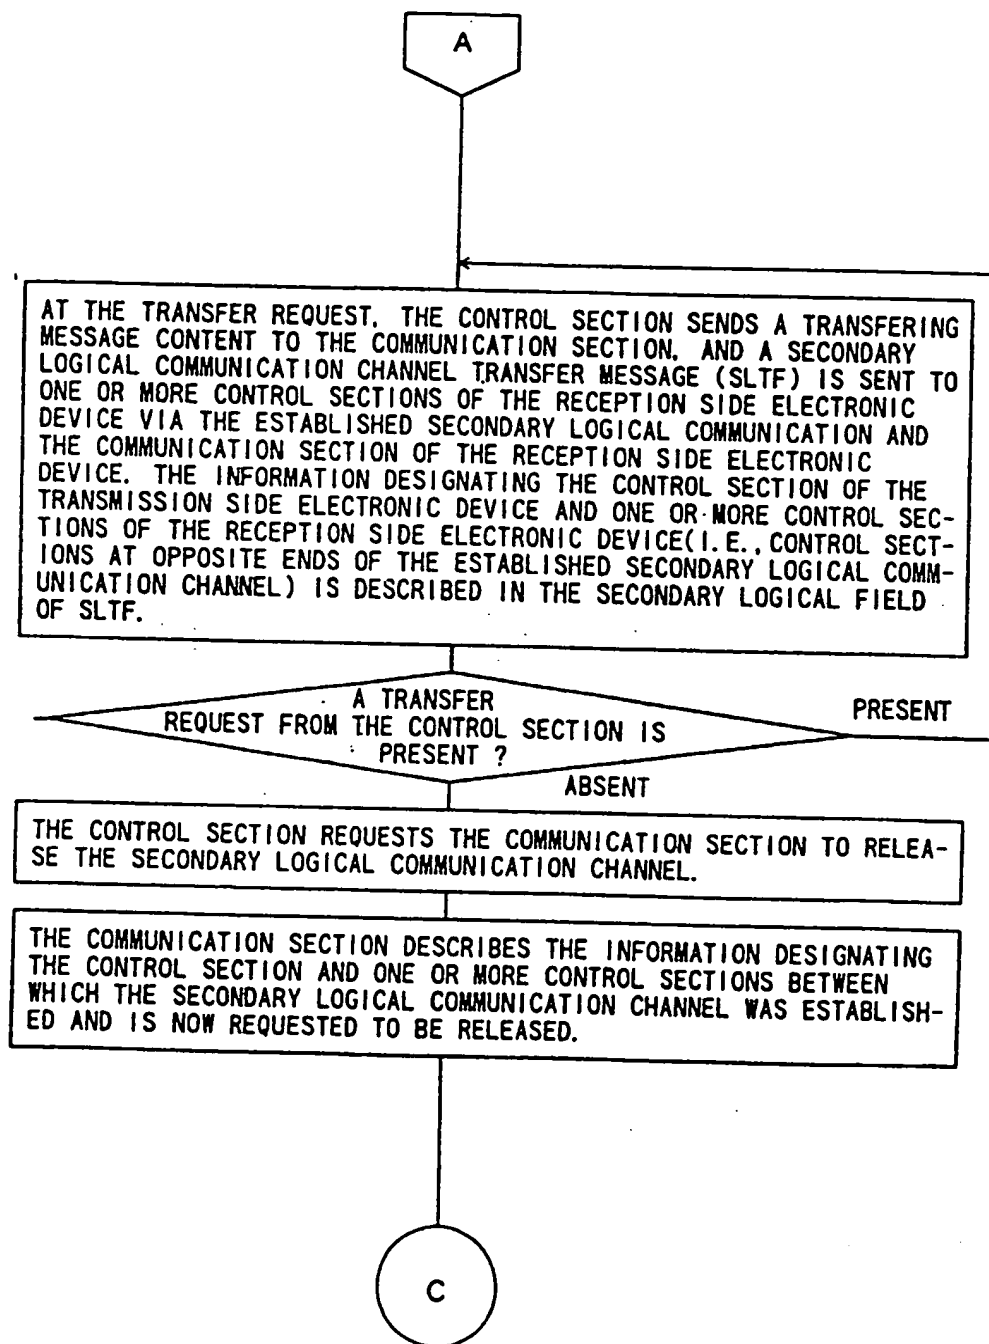 A
AT THE TRANSFER REQUEST, THE CONTROL SECTION SENDS A TRANSFERING
MESSAGE CONTENT TO THE COMMUNICATION SECTION, AND A SECONDARY
LOGICAL COMMUNICATION CHANNEL TRANSFER MESSAGE (SLTF) IS SENT TO
ONE OR MORE CONTROL SECTIONS OF THE RECEPTION SIDE ELECTRONIC
DEVICE VIA THE ESTABLISHED SECONDARY LOGICAL COMMUNICATION AND
THE COMMUNICATION SECTION OF THE RECEPTION SIDE ELECTRONIC
DEVICE. THE INFORMATION DESIGNATING THE CONTROL SECTION OF THE
TRANSMISSION SIDE ELECTRONIC DEVICE AND ONE OR MORE CONTROL SEC-
TIONS OF THE RECEPTION SIDE ELECTRONIC DEVICE(I.E., CONTROL SECT-
IONS AT OPPOSITE ENDS OF THE ESTABLISHED SECONDARY LOGICAL COMM-
UNICATION CHANNEL) IS DESCRIBED IN THE SECONDARY LOGICAL FIELD
OF SLTF.
A TRANSFER
REQUEST FROM THE CONTROL SECTION IS
PRESENT ?
PRESENT
ABSENT
THE CONTROL SECTION REQUESTS THE COMMUNICATION SECTION TO RELEA-
SE THE SECONDARY LOGICAL COMMUNICATION CHANNEL.
THE COMMUNICATION SECTION DESCRIBES THE INFORMATION DESIGNATING
THE CONTROL SECTION AND ONE OR MORE CONTROL SECTIONS BETWEEN
WHICH THE SECONDARY LOGICAL COMMUNICATION CHANNEL WAS ESTABLISH-
ED AND IS NOW REQUESTED TO BE RELEASED.
C